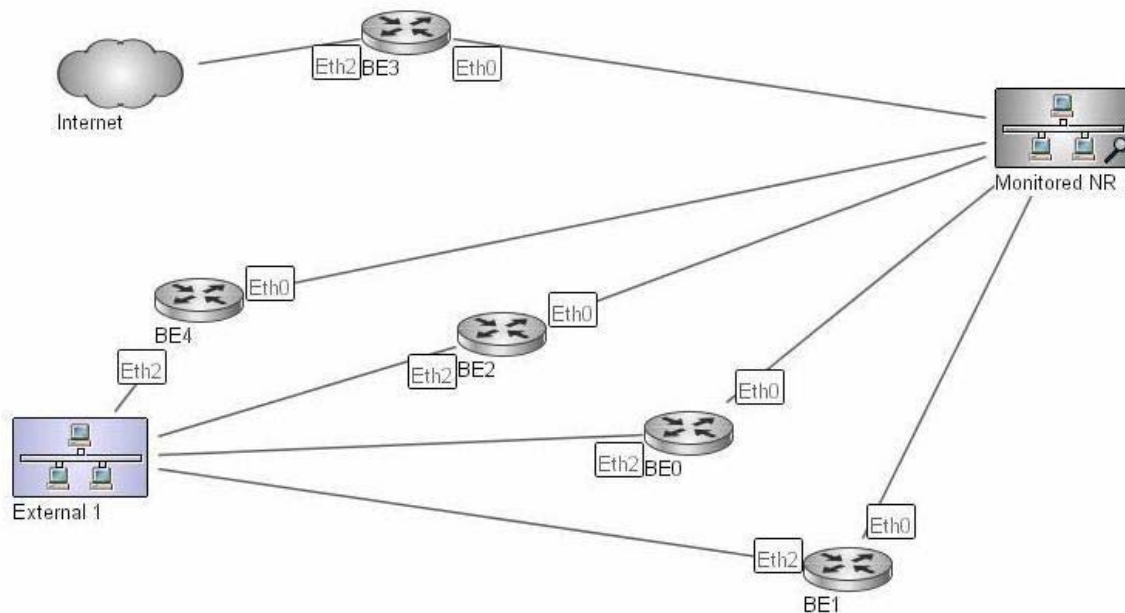 Eth2
BE3
Eth0
Internet
Monitored NR
Eth0
BE4
Eth0
Eth2
BE2
Eth2
Eth0
Eth2
BE0
External 1
Eth0
Eth2
BE1